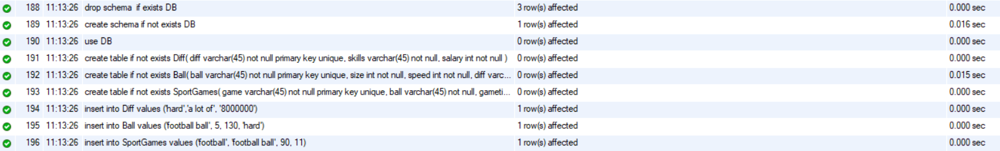 188 11:13:26 drop schema if exists DB 3 row(s) affected 0.000 sec
189 11:13:26 create schema if not exists DB 1 row(s) affected 0.016 sec
190 11:13:26 use DB 0 row(s) affected 0.000 sec
191 11:13:26 create table if not exists Diff( diff varchar(45) not null primary key unique, skills varchar(45) not null, salary int not null ) 0 row(s) affected 0.000 sec
192 11:13:26 create table if not exists Ball( ball varchar(45) not null primary key unique, size int not null, speed int not null, diff varc... 0 row(s) affected 0.015 sec
193 11:13:26 create table if not exists SportGames( game varchar(45) not null primary key unique, ball varchar(45) not null, gameti... 0 row(s) affected 0.000 sec
194 11:13:26 insert into Diff values ('hard','a lot of', '8000000') 1 row(s) affected 0.000 sec
195 11:13:26 insert into Ball values ('football ball', 5, 130, 'hard') 1 row(s) affected 0.000 sec
196 11:13:26 insert into SportGames values ('football', 'football ball', 90, 11) 1 row(s) affected 0.000 sec